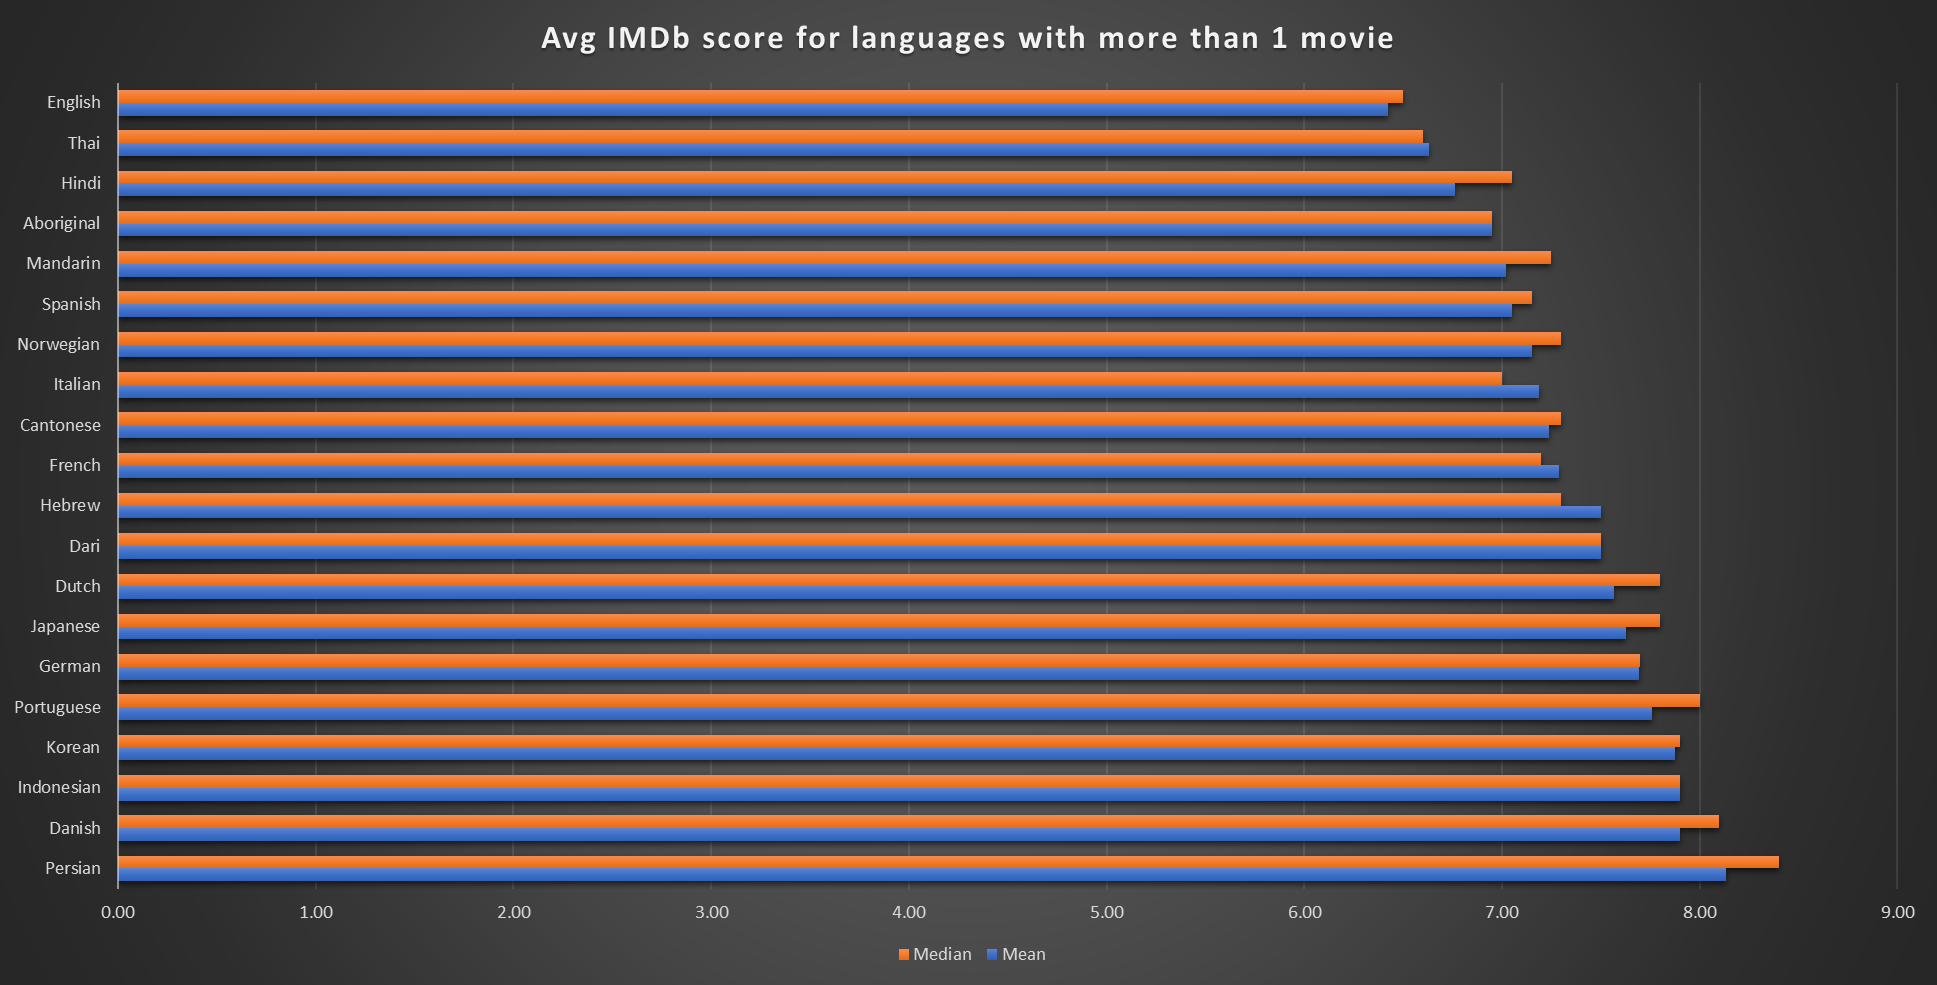 Avg IMDb score for languages with more than 1 movie
English
Thai
Hindi
Aboriginal
Mandarin
Spanish
Norwegian
Italian
Cantonese
French
Hebrew
Dari
Dutch
Japanese
German
Portuguese
Korean
Indonesian
Danish
Persian
0.00 1.00 2.00 3.00 4.00 5.00 6.00 7.00 8.00 9.00
Median Mean